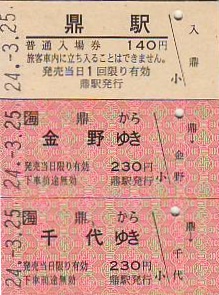 鼎駅
普通入場券 140円
旅客車内に立ち入ることはできません。
発売当日1回限り有効
鼎駅発行
入鼎
小
24.-3.25
鼎から
金野ゆき
発売当日限り有効 230円
下車前途無効 鼎駅発行
鼎→金野
小
24.-3.25
鼎から
千代ゆき
発売当日限り有効 230円
下車前途無効 鼎駅発行
鼎→千代
小
24.-3.25